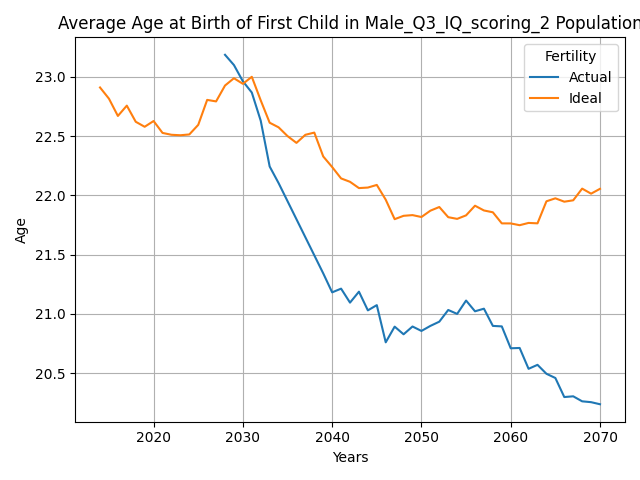 Average Age at Birth of First Child in Male_Q3_IQ_scoring_2 Population
Fertility
Actual
Ideal
Age
23.0
22.5
22.0
21.5
21.0
20.5
2020 2030 2040 2050 2060 2070
Years